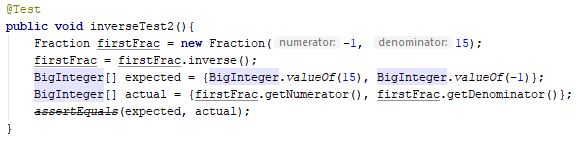 @Test
public void inverseTest2(){
Fraction firstFrac = new Fraction( numerator: -1, denominator: 15);
firstFrac = firstFrac.inverse();
BigInteger[] expected = {BigInteger.valueOf(15), BigInteger.valueOf(-1)};
BigInteger[] actual = {firstFrac.getNumerator(), firstFrac.getDenominator()};
assertEquals(expected, actual);
}